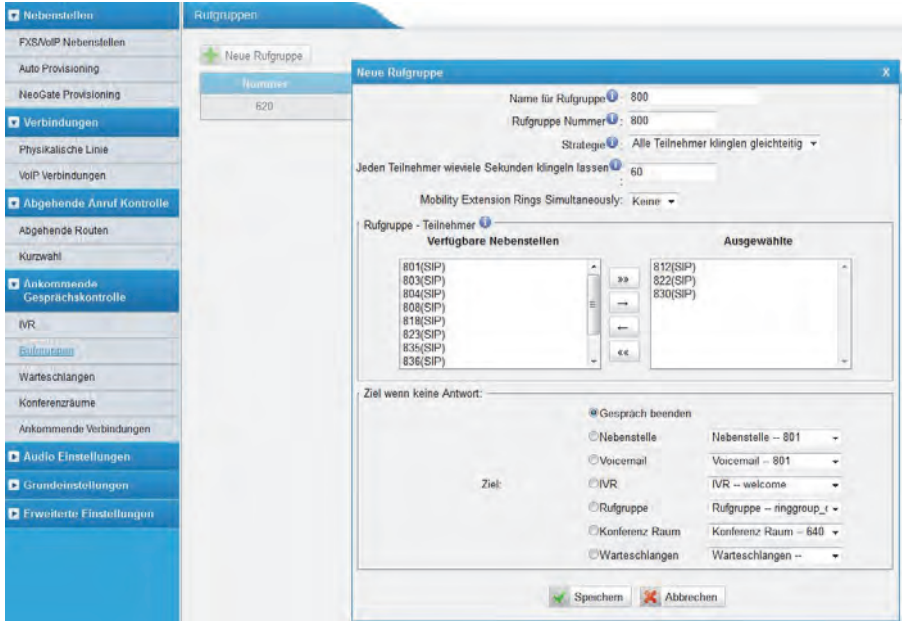 Nebenstellen
FXS/VoIP Nebenstellen
Auto Provisioning
NeoGate Provisioning
Verbindungen
Physikalische Linie
VoIP Verbindungen
Abgehende Anruf Kontrolle
Abgehende Routen
Kurzwahl
Ankommende
Gesprächskontrolle
IVR
Rufgruppen
Warteschlangen
Konferenzräume
Ankommende Verbindungen
Audio Einstellungen
Grundeinstellungen
Erweiterte Einstellungen
Rufgruppen
Neue Rufgruppe
Nummer
620
Neue Rufgruppe X
Name für Rufgruppe : 800
Rufgruppe Nummer : 800
Strategie : Alle Teilnehmer klinglen gleichteitig
Jeden Teilnehmer wieviele Sekunden klingeln lassen : 60
Mobility Extension Rings Simultaneously: Keine
Rufgruppe - Teilnehmer
Verfügbare Nebenstellen Ausgewählte
801(SIP)
803(SIP)
804(SIP)
808(SIP)
818(SIP)
823(SIP)
835(SIP)
836(SIP)
»
→
←
«
812(SIP)
822(SIP)
830(SIP)
Ziel wenn keine Antwort:
Ziel:
Gespräch beenden
Nebenstelle Nebenstelle -- 801
Voicemail Voicemail -- 801
IVR IVR -- welcome
Rufgruppe Rufgruppe -- ringgroup_
Konferenz Raum Konferenz Raum -- 640
Warteschlangen Warteschlangen --
Speichern Abbrechen